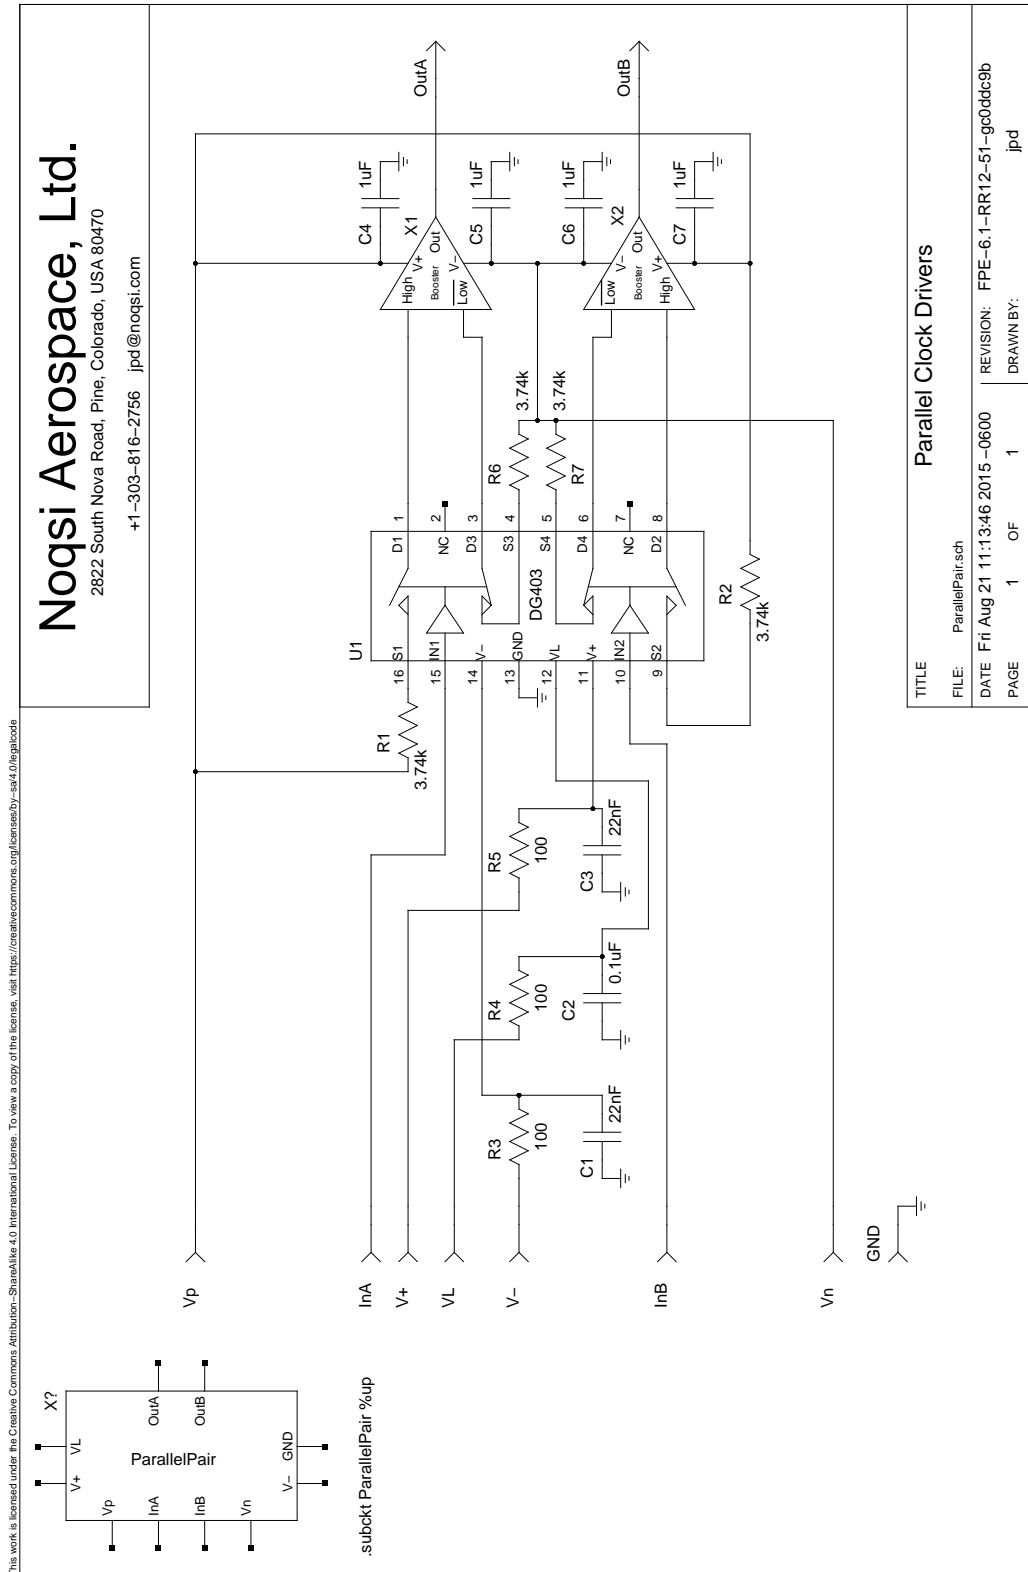 This work is licensed under the Creative Commons Attribution−ShareAlike 4.0 International License. To view a copy of the license, visit https://creativecommons.org/licenses/by−sa/4.0/legalcode
Noqsi Aerospace, Ltd.
2822 South Nova Road, Pine, Colorado, USA 80470
+1−303−816−2756 jpd@noqsi.com
X?
V+
VL
Vp
InA
InB
Vn
OutA
OutB
ParallelPair
V−
GND
.subckt ParallelPair %up
Vp
InA
V+
VL
V−
InB
Vn
GND
R3
100
C1
22nF
R4
100
C2
0.1uF
R5
100
C3
22nF
R1
3.74k
U1
16
S1
15
IN1
14
V−
13
GND
12
VL
11
V+
10
IN2
9
S2
DG403
D1
1
NC
2
D3
3
S3
4
S4
5
D4
6
NC
7
D2
8
R2
3.74k
R6
3.74k
R7
3.74k
High
V+
Booster
Out
Low
V−
X1
C4
1uF
C5
1uF
C6
1uF
X2
Low
V−
Booster
Out
High
V+
C7
1uF
OutA
OutB
TITLE
Parallel Clock Drivers
FILE: ParallelPair.sch
REVISION: FPE−6.1−RR12−51−gc0ddc9b
DATE Fri Aug 21 11:13:46 2015 −0600
PAGE 1 OF 1
DRAWN BY: jpd